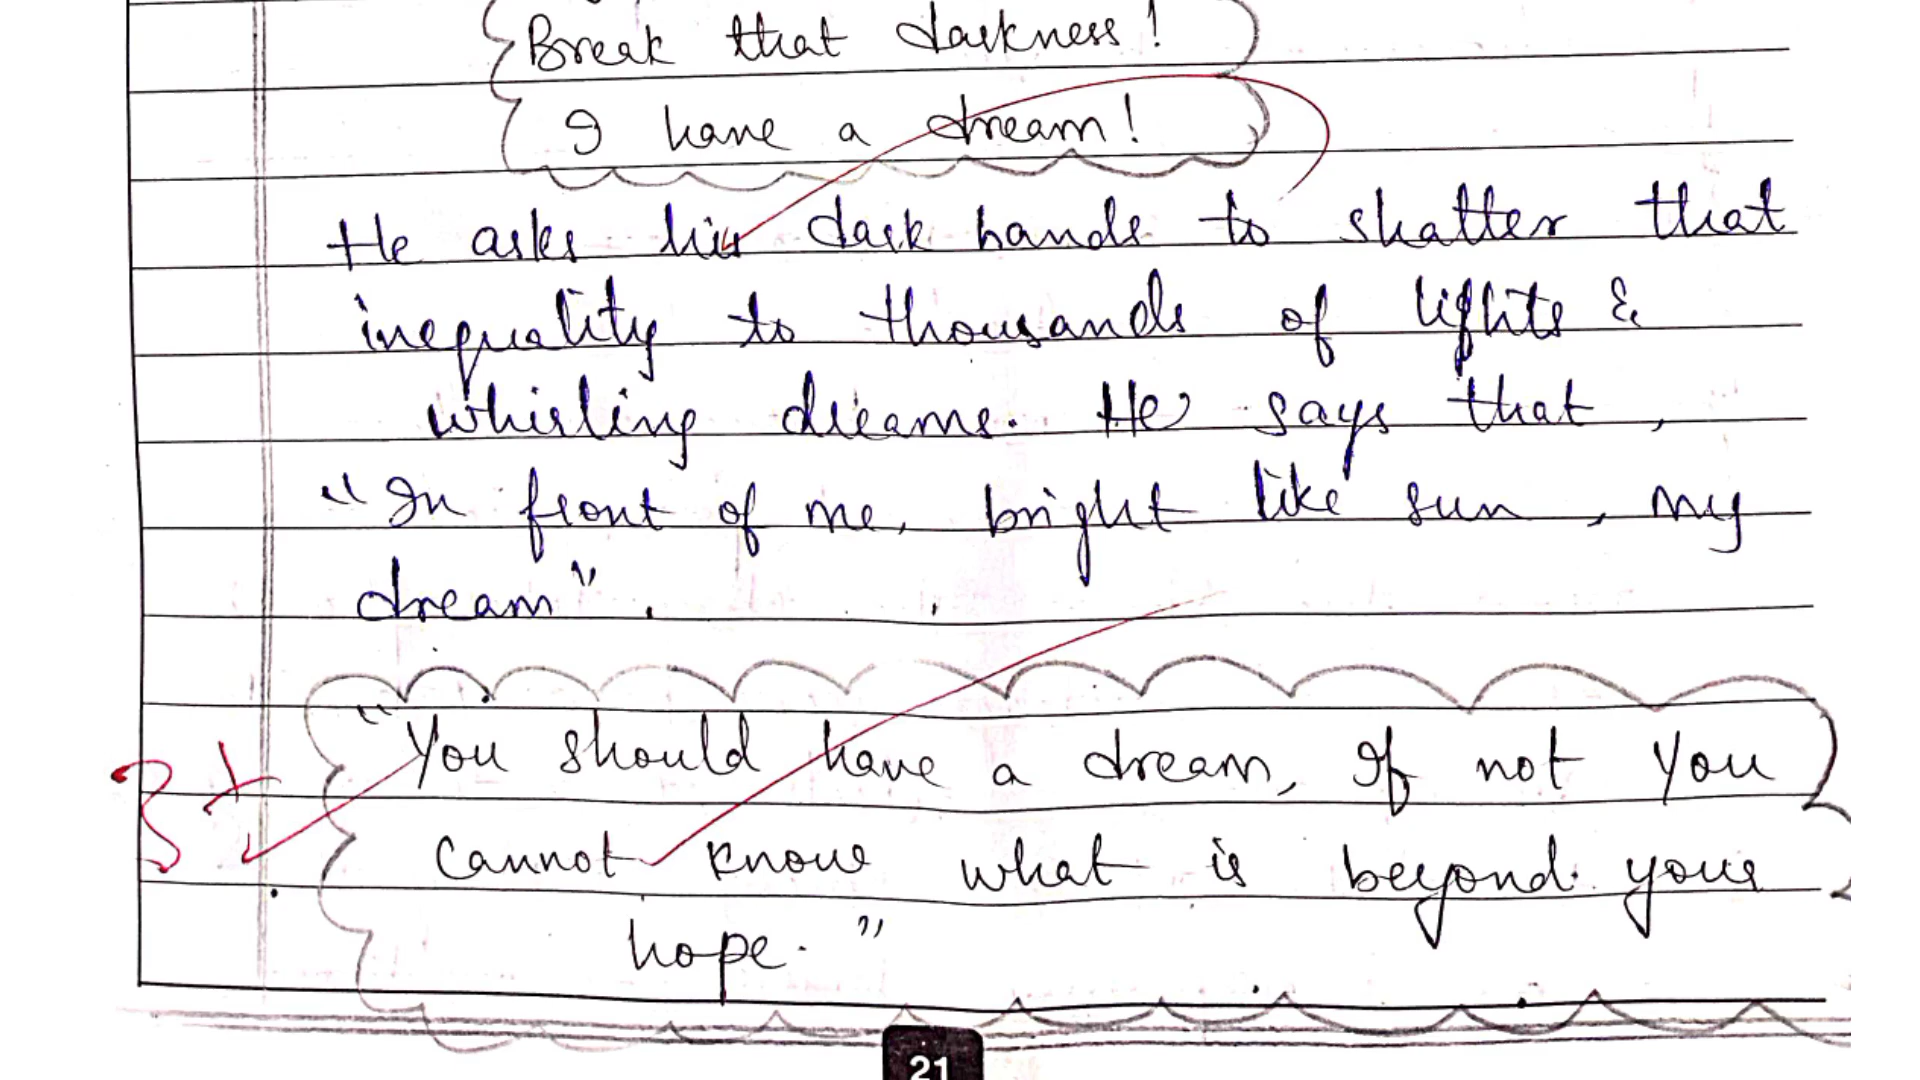 Break that darkness!
I have a dream!
He asks his dark hands to shatter that
inequality to thousands of lights &
whirling dreams. He says that,
"In front of me, bright like sun, my
dream".
"You should have a dream, If not you
3+
cannot know what is beyond your
hope."
21